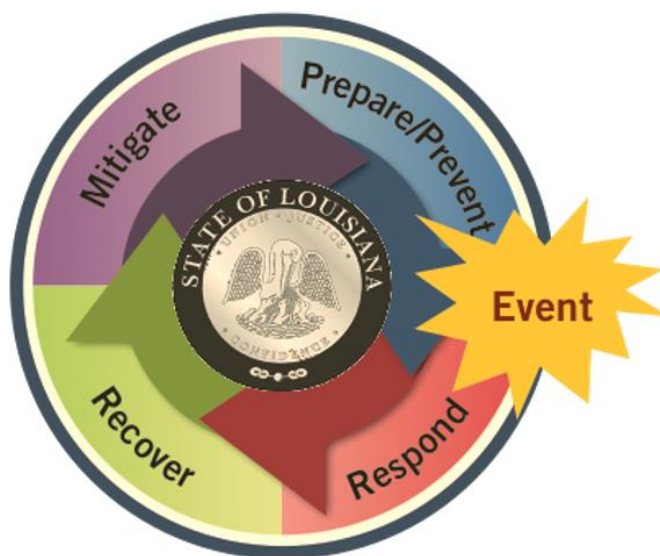 Mitigate
Prepare/Prevent
Event
Respond
Recover
STATE OF LOUISIANA
UNION · JUSTICE
CONFIDENCE